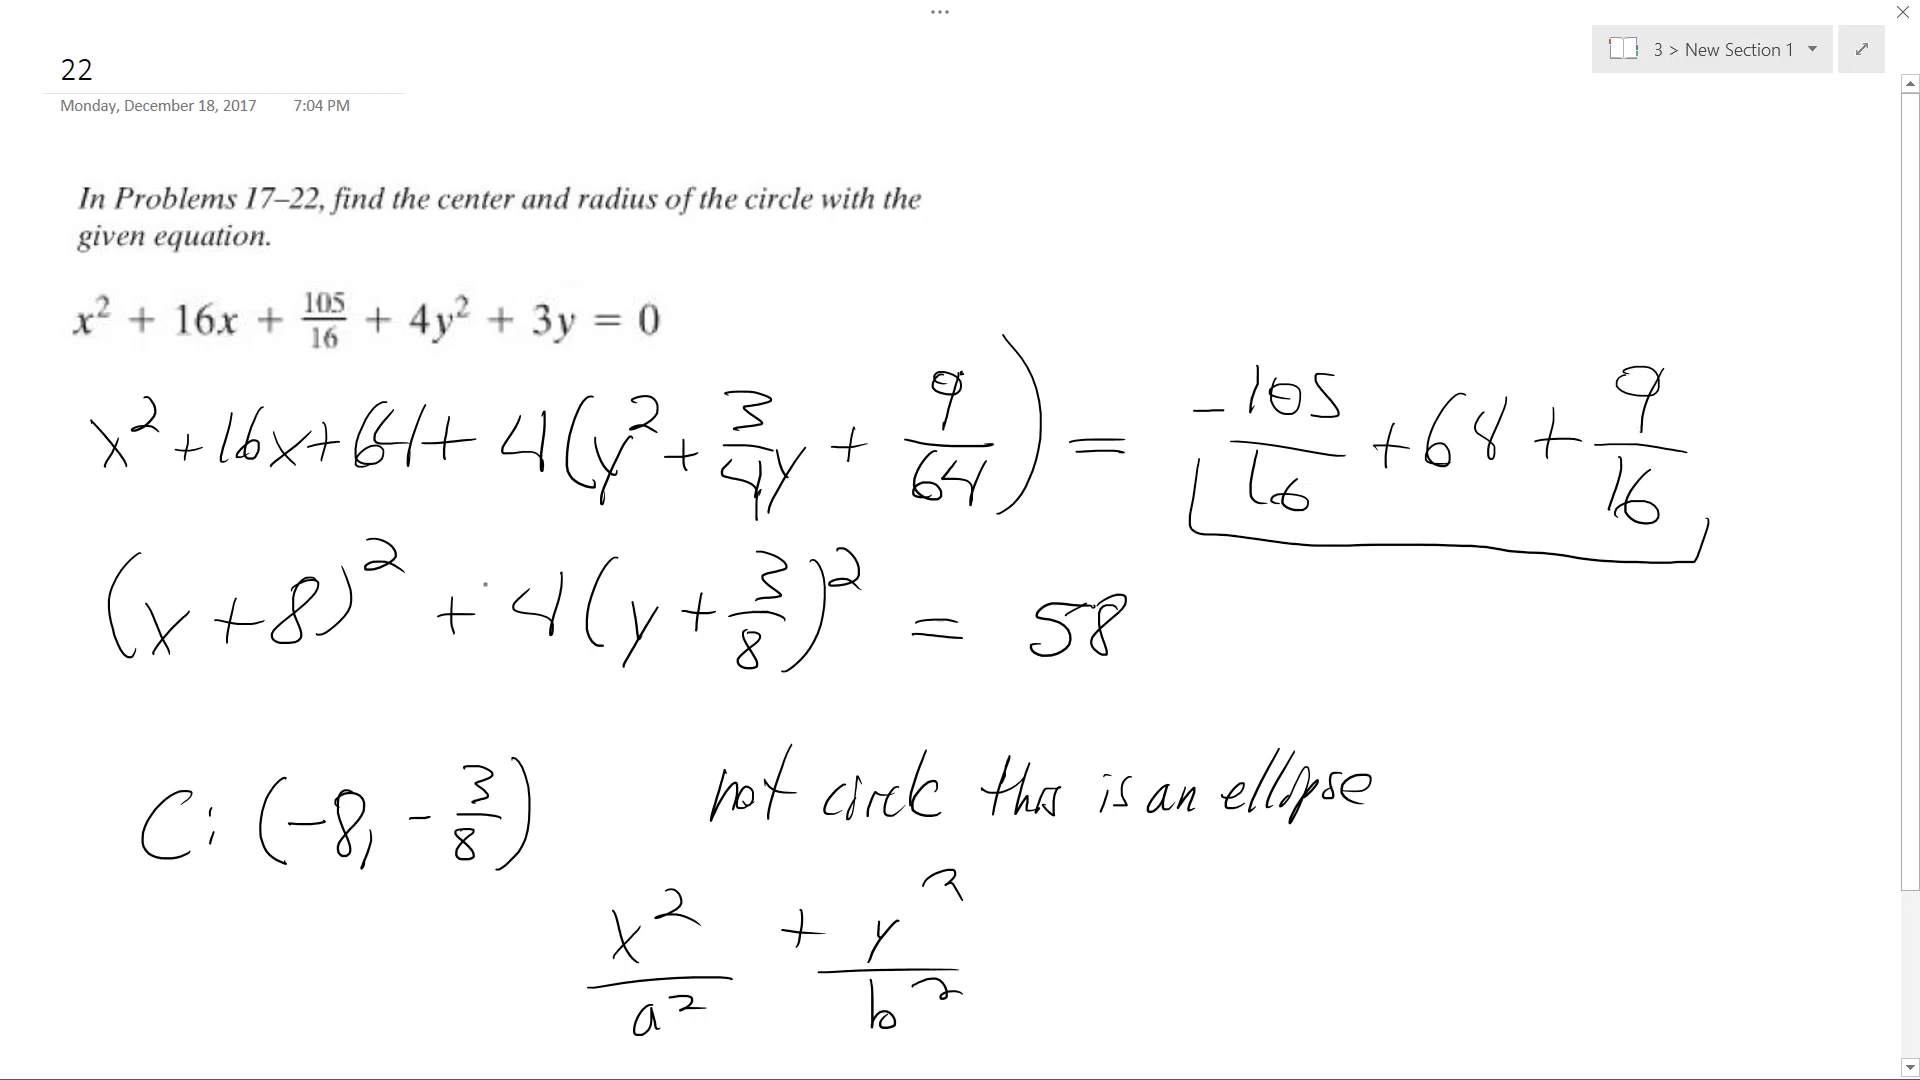 3 > New Section 1
22
Monday, December 18, 2017 7:04 PM
In Problems 17–22, find the center and radius of the circle with the
given equation.
x² + 16x + 105/16 + 4y² + 3y = 0
x² + 16x + 64 + 4(y² + 3/4 y + 9/64) = -105/16 + 64 + 9/16
(x + 8)² + 4(y + 3/8)² = 58
C: (-8, -3/8) not circle this is an ellipse
x²/a² + y²/b²